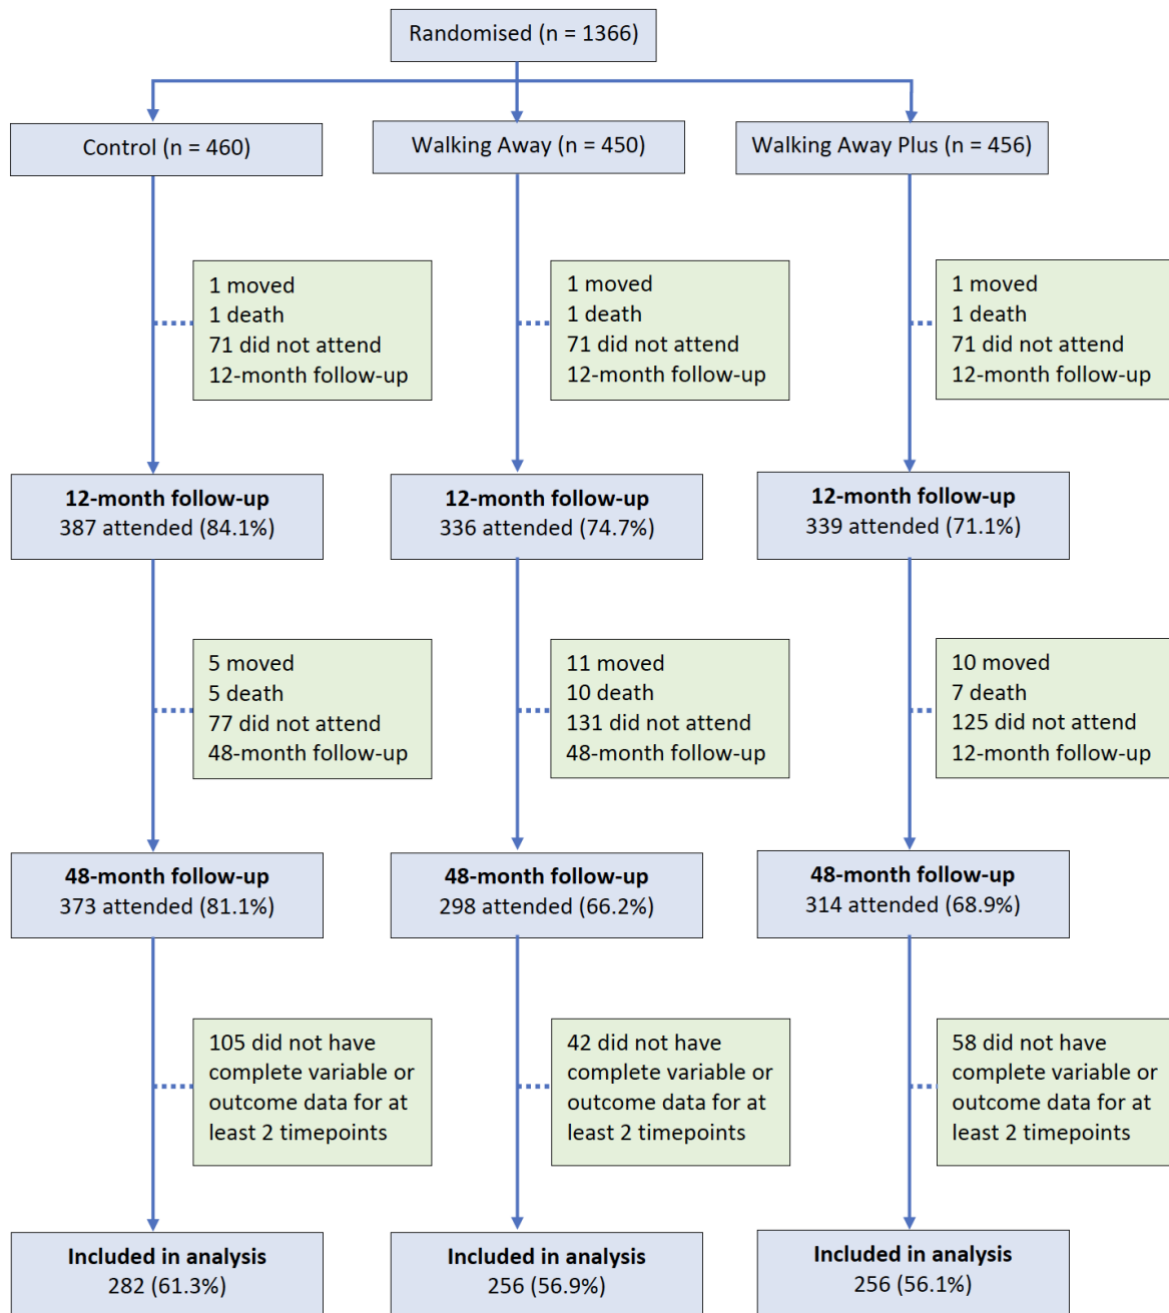 Randomised (n = 1366)
Control (n = 460)
Walking Away (n = 450)
Walking Away Plus (n = 456)
1 moved
1 death
71 did not attend
12-month follow-up
1 moved
1 death
71 did not attend
12-month follow-up
1 moved
1 death
71 did not attend
12-month follow-up
12-month follow-up
387 attended (84.1%)
12-month follow-up
336 attended (74.7%)
12-month follow-up
339 attended (71.1%)
5 moved
5 death
77 did not attend
48-month follow-up
11 moved
10 death
131 did not attend
48-month follow-up
10 moved
7 death
125 did not attend
12-month follow-up
48-month follow-up
373 attended (81.1%)
48-month follow-up
298 attended (66.2%)
48-month follow-up
314 attended (68.9%)
105 did not have
complete variable or
outcome data for at
least 2 timepoints
42 did not have
complete variable or
outcome data for at
least 2 timepoints
58 did not have
complete variable or
outcome data for at
least 2 timepoints
Included in analysis
282 (61.3%)
Included in analysis
256 (56.9%)
Included in analysis
256 (56.1%)